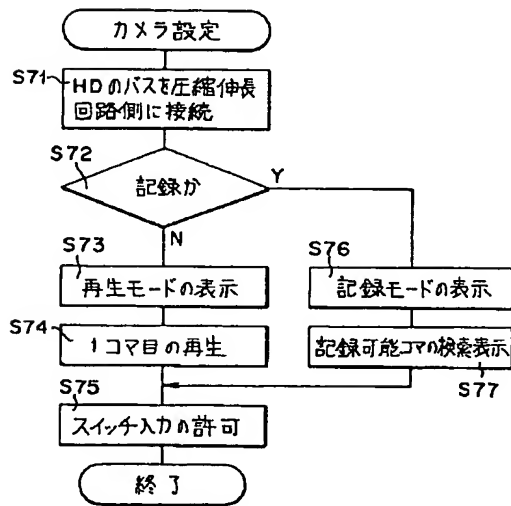 カメラ設定
S71
HDのバスを圧縮伸長
回路側に接続
S72
記録か
Y
N
S73
再生モードの表示
S74
1コマ目の再生
S76
記録モードの表示
記録可能コマの検索表示
S77
S75
スイッチ入力の許可
終了